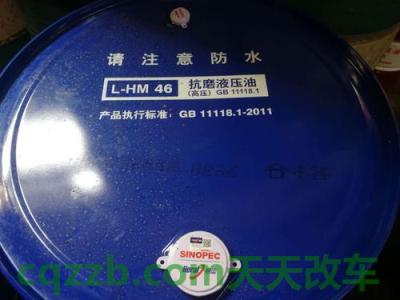 请注意防水
L-HM 46 抗磨液压油
(高压) GB 11118.1
产品执行标准: GB 11118.1-2011
SINOPEC
cqzzb.com天天改车